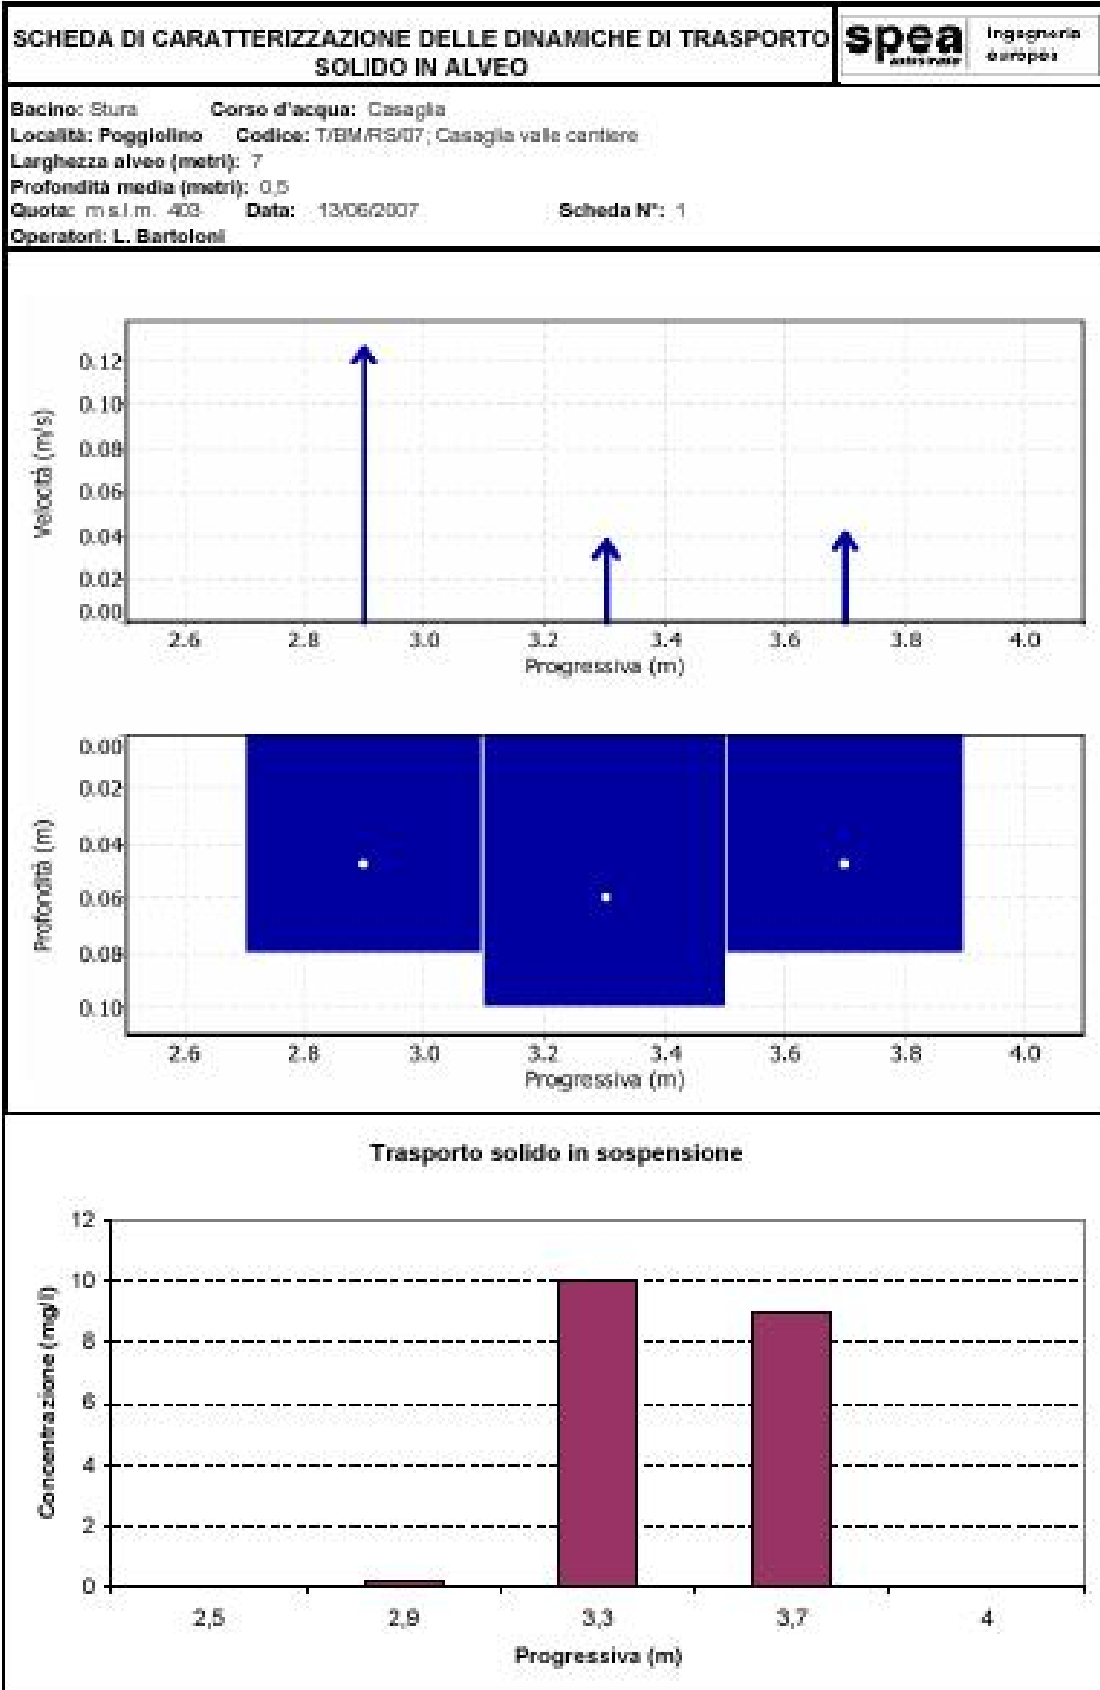 SCHEDA DI CARATTERIZZAZIONE DELLE DINAMICHE DI TRASPORTO
SOLIDO IN ALVEO
spea
autostrade
ingegneria
europea
Bacino: Stura Corso d'acqua: Casaglia
Località: Poggiolino Codice: T/BM/RS/07; Casaglia valle cantiere
Larghezza alveo (metri): 7
Profondità media (metri): 0,5
Quota: m s.l.m. 403 Data: 13/06/2007 Scheda N°: 1
Operatori: L. Bartoloni
Velocità (m/s)
0.12
0.10
0.08
0.06
0.04
0.02
0.00
2.6 2.8 3.0 3.2 3.4 3.6 3.8 4.0
Progressiva (m)
Profondità (m)
0.00
0.02
0.04
0.06
0.08
0.10
2.6 2.8 3.0 3.2 3.4 3.6 3.8 4.0
Progressiva (m)
Trasporto solido in sospensione
Concentrazione (mg/l)
12
10
8
6
4
2
0
2,5 2,9 3,3 3,7 4
Progressiva (m)